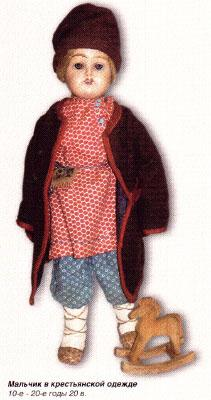 Мальчик в крестьянской одежде
10-е - 20-е годы 20 в.